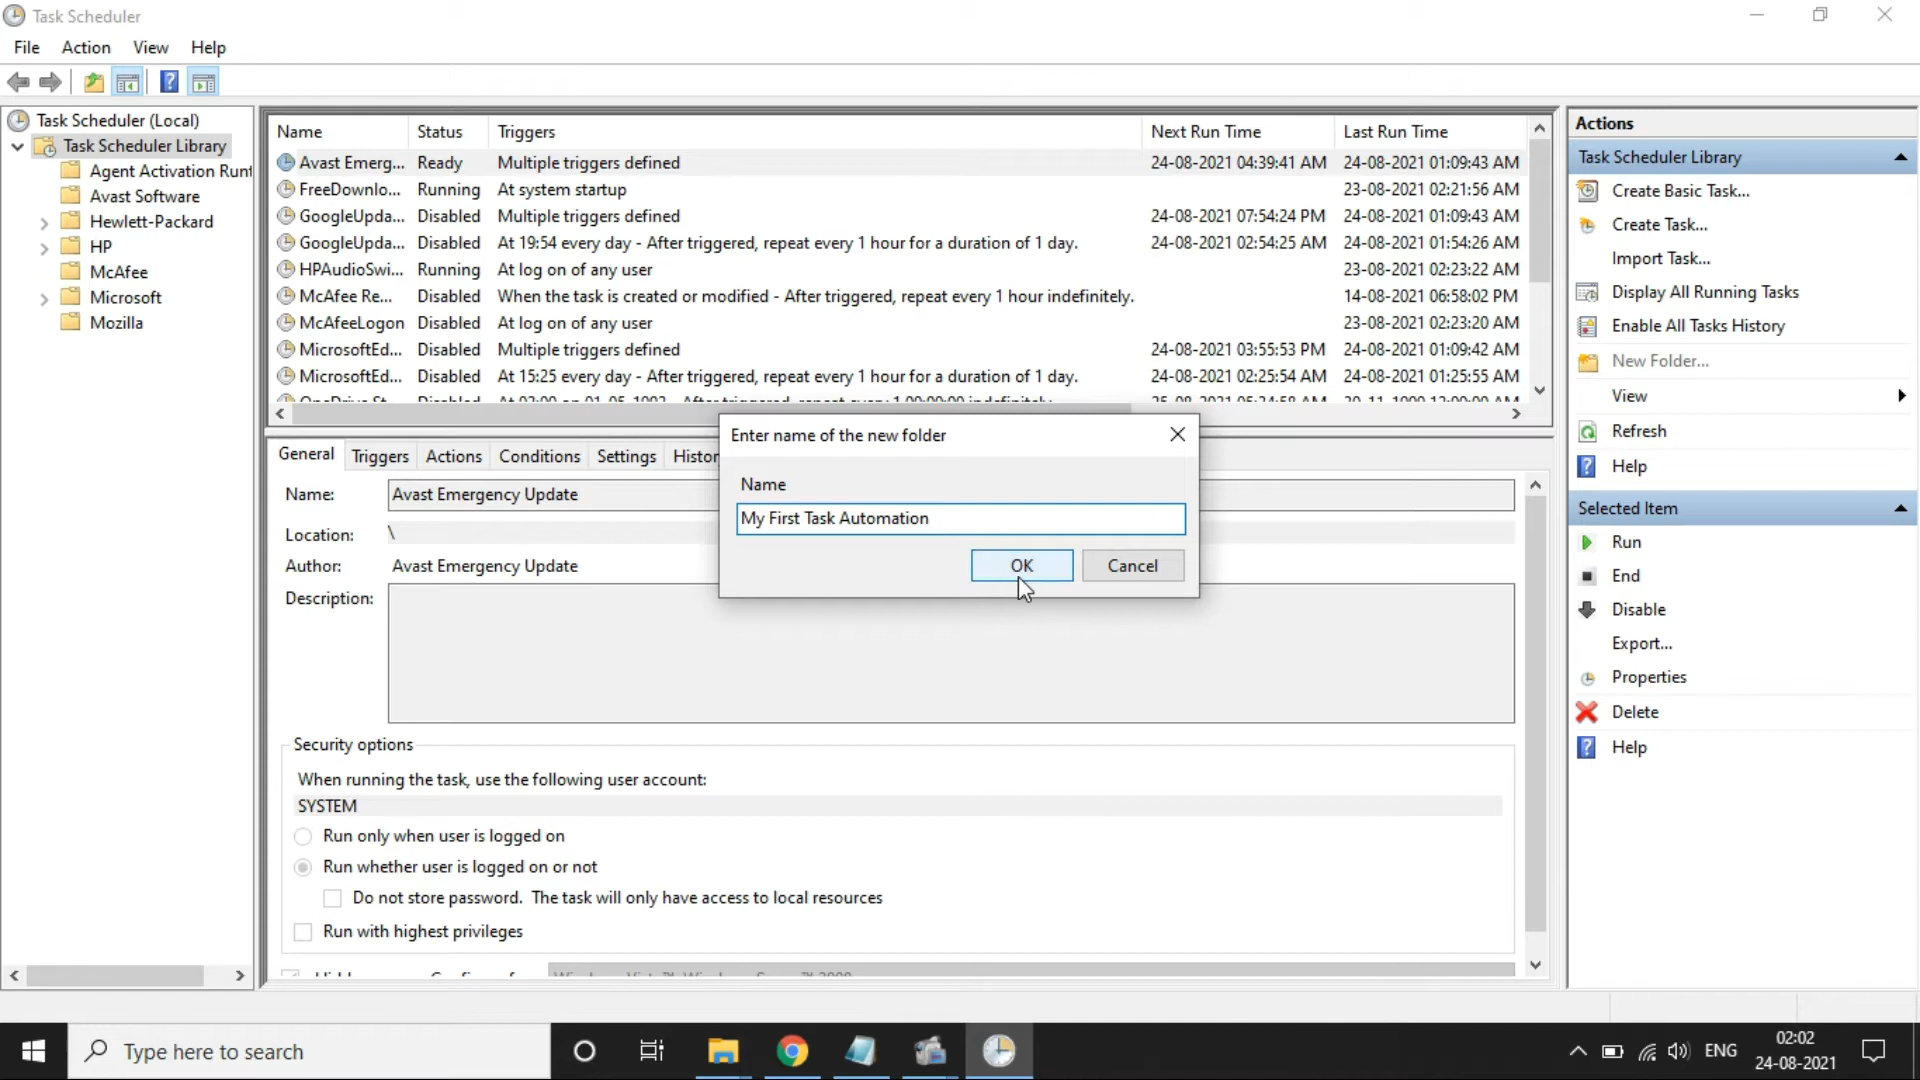 Task Scheduler
File Action View Help
Task Scheduler (Local)
Task Scheduler Library
Agent Activation Runt
Avast Software
Hewlett-Packard
HP
McAfee
Microsoft
Mozilla
Name Status Triggers Next Run Time Last Run Time
Avast Emerg... Ready Multiple triggers defined 24-08-2021 04:39:41 AM 24-08-2021 01:09:43 AM
FreeDownlo... Running At system startup 23-08-2021 02:21:56 AM
GoogleUpda... Disabled Multiple triggers defined 24-08-2021 07:54:24 PM 24-08-2021 01:09:43 AM
GoogleUpda... Disabled At 19:54 every day - After triggered, repeat every 1 hour for a duration of 1 day. 24-08-2021 02:54:25 AM 24-08-2021 01:54:26 AM
HPAudioSwi... Running At log on of any user 23-08-2021 02:23:22 AM
McAfee Re... Disabled When the task is created or modified - After triggered, repeat every 1 hour indefinitely. 14-08-2021 06:58:02 PM
McAfeeLogon Disabled At log on of any user 23-08-2021 02:23:20 AM
MicrosoftEd... Disabled Multiple triggers defined 24-08-2021 03:55:53 PM 24-08-2021 01:09:42 AM
MicrosoftEd... Disabled At 15:25 every day - After triggered, repeat every 1 hour for a duration of 1 day. 24-08-2021 02:25:54 AM 24-08-2021 01:25:55 AM
Enter name of the new folder
Name
My First Task Automation
OK Cancel
General Triggers Actions Conditions Settings Histor
Name: Avast Emergency Update
Location: \
Author: Avast Emergency Update
Description:
Security options
When running the task, use the following user account:
SYSTEM
Run only when user is logged on
Run whether user is logged on or not
Do not store password. The task will only have access to local resources
Run with highest privileges
Actions
Task Scheduler Library
Create Basic Task...
Create Task...
Import Task...
Display All Running Tasks
Enable All Tasks History
New Folder...
View
Refresh
Help
Selected Item
Run
End
Disable
Export...
Properties
Delete
Help
Type here to search
ENG
02:02
24-08-2021